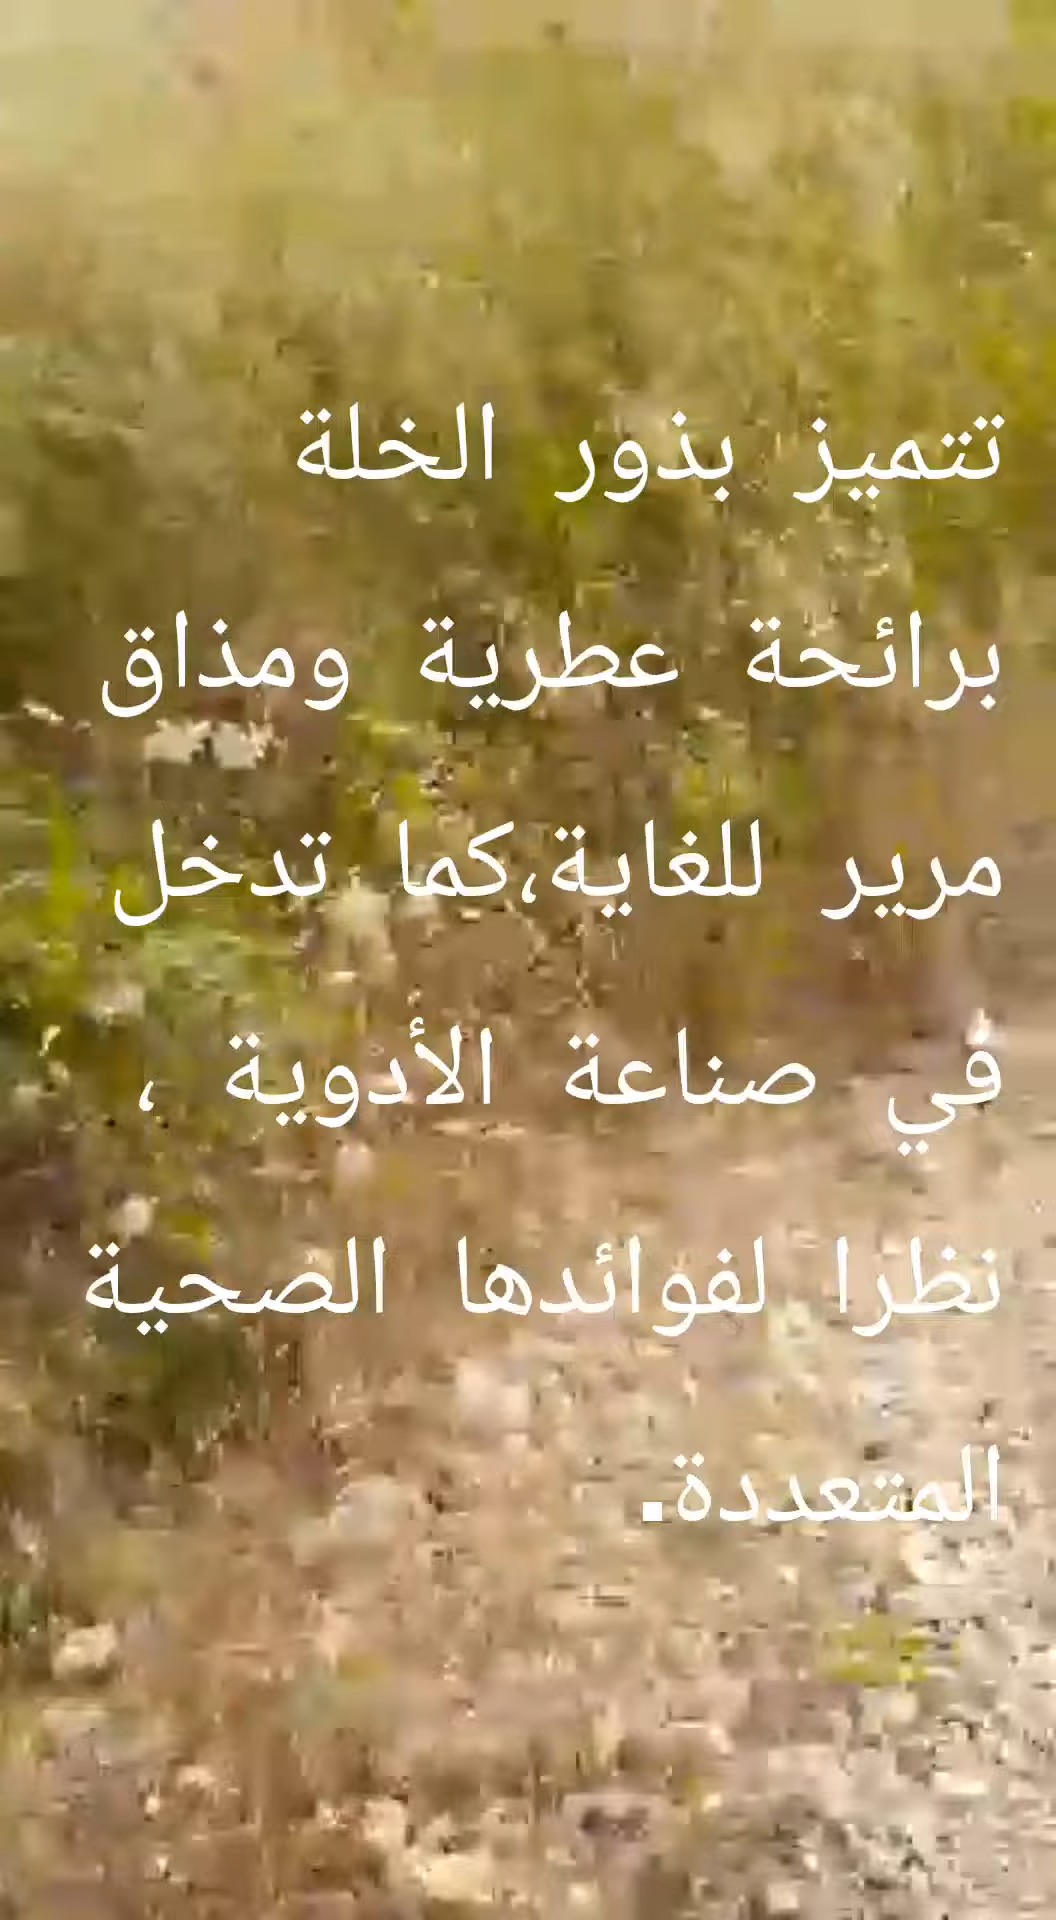 تتميز بذور الخلة
برائحة عطرية ومذاق
مرير للغاية،كما تدخل
في صناعة الأدوية ،
نظرا لفوائدها الصحية
المتعددة.